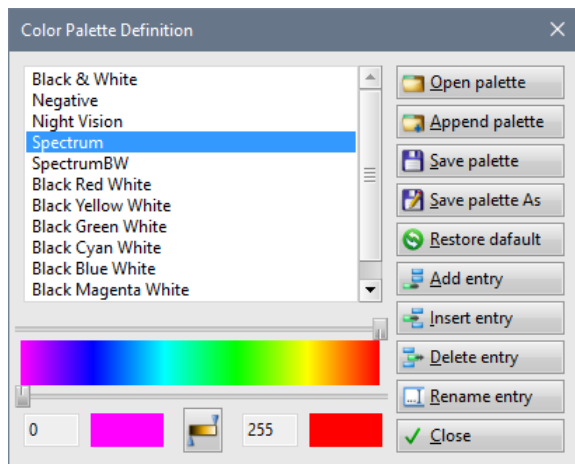 Color Palette Definition
Black & White
Negative
Night Vision
Spectrum
SpectrumBW
Black Red White
Black Yellow White
Black Green White
Black Cyan White
Black Blue White
Black Magenta White
Open palette
Append palette
Save palette
Save palette As
Restore dafault
Add entry
Insert entry
Delete entry
Rename entry
Close
0
255